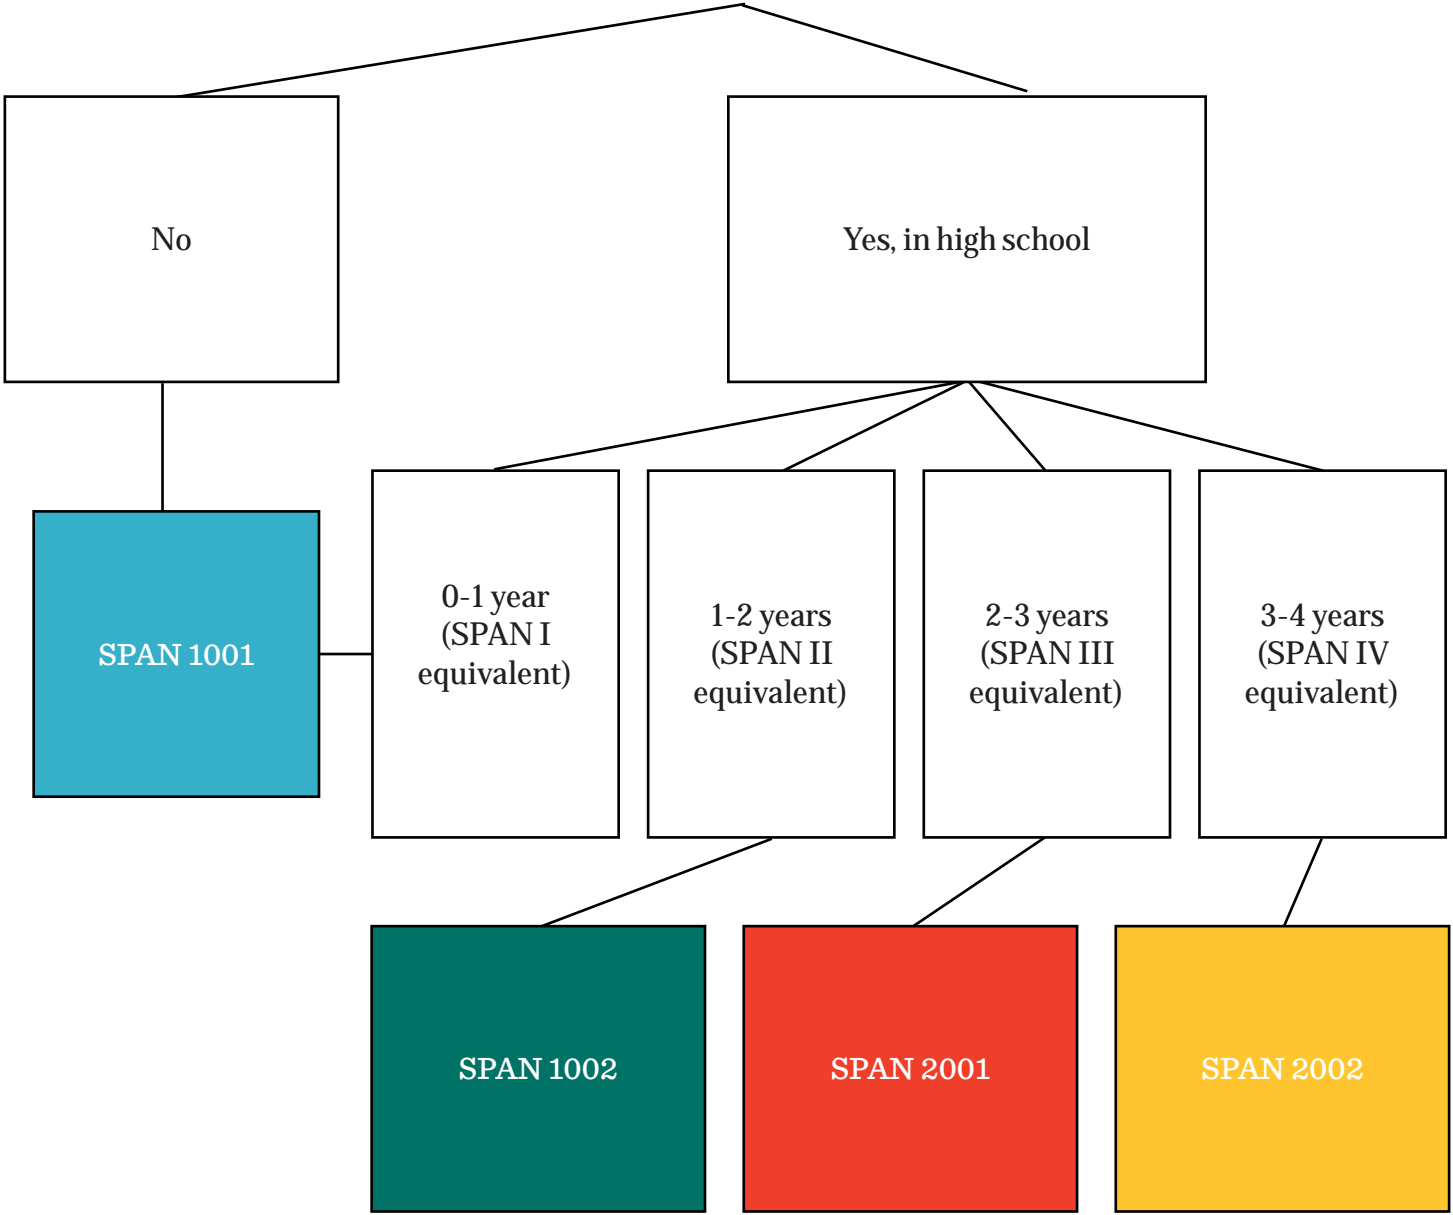 No
Yes, in high school
SPAN 1001
0-1 year
(SPAN I
equivalent)
1-2 years
(SPAN II
equivalent)
2-3 years
(SPAN III
equivalent)
3-4 years
(SPAN IV
equivalent)
SPAN 1002
SPAN 2001
SPAN 2002